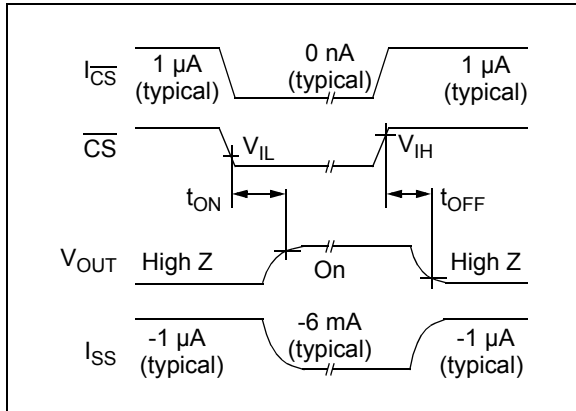 1 µA 0 nA 1 µA
I_CS (typical) (typical) (typical)
CS V_IL V_IH
t_ON t_OFF
V_OUT High Z On High Z
-1 µA -6 mA -1 µA
I_SS (typical) (typical) (typical)